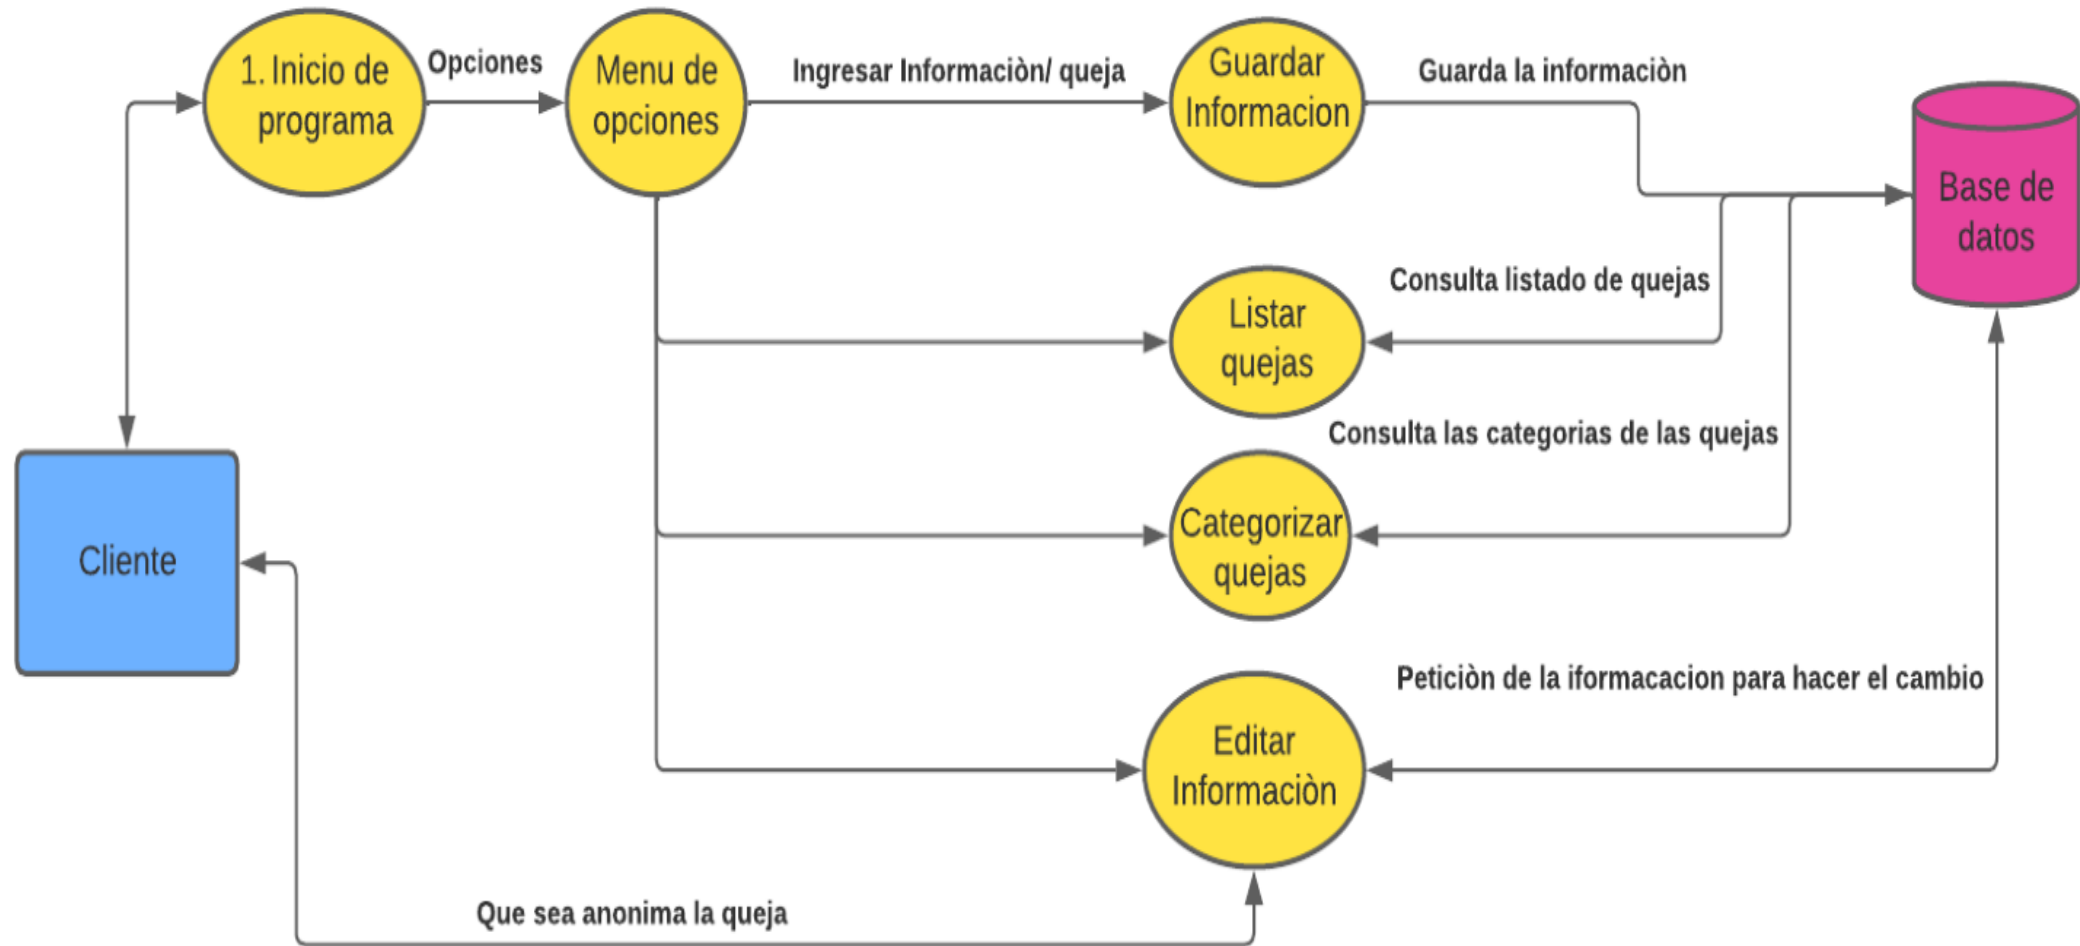 1. Inicio de
programa
Opciones
Menu de
opciones
Ingresar Informaciòn/ queja
Guardar
Informacion
Guarda la informaciòn
Base de
datos
Consulta listado de quejas
Listar
quejas
Consulta las categorias de las quejas
Categorizar
quejas
Cliente
Peticiòn de la iformacacion para hacer el cambio
Editar
Informaciòn
Que sea anonima la queja